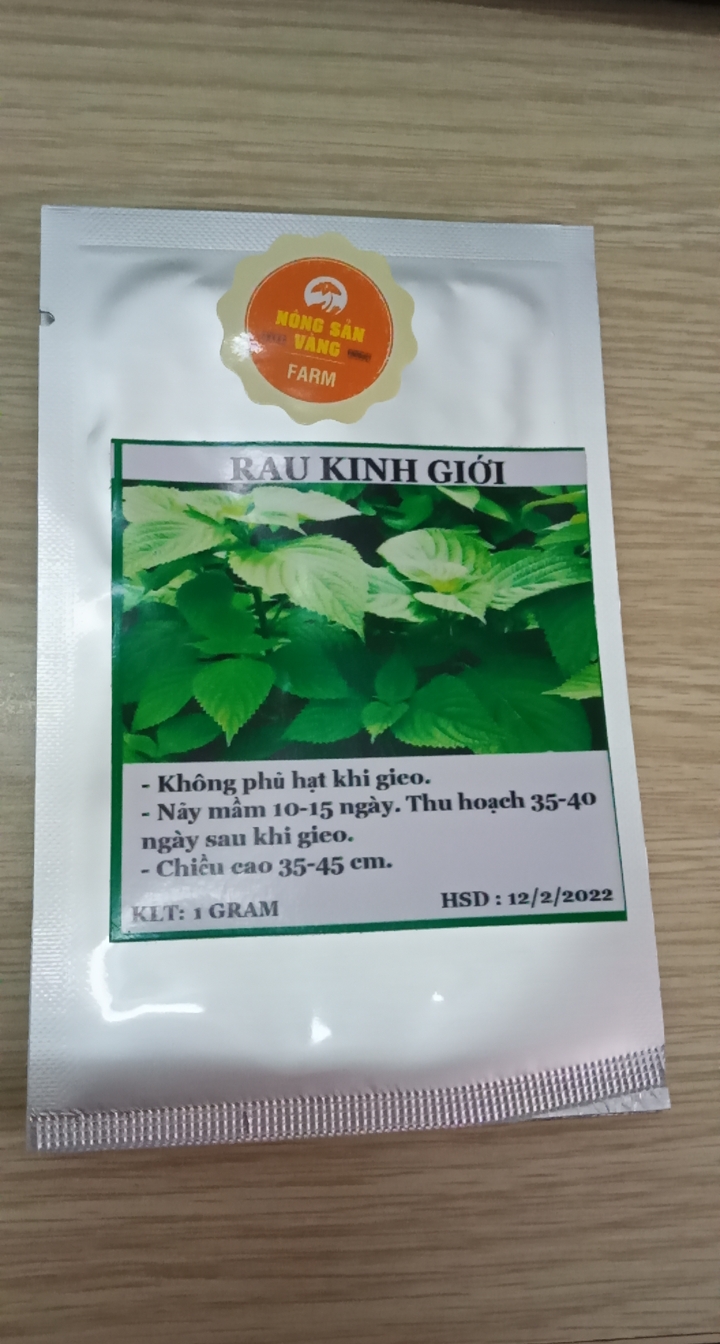 NÔNG SẢN
VÀNG
FARM
RAU KINH GIỚI
- Không phủ hạt khi gieo.
- Nảy mầm 10-15 ngày. Thu hoạch 35-40
ngày sau khi gieo.
- Chiều cao 35-45 cm.
KLT: 1 GRAM
HSD : 12/2/2022